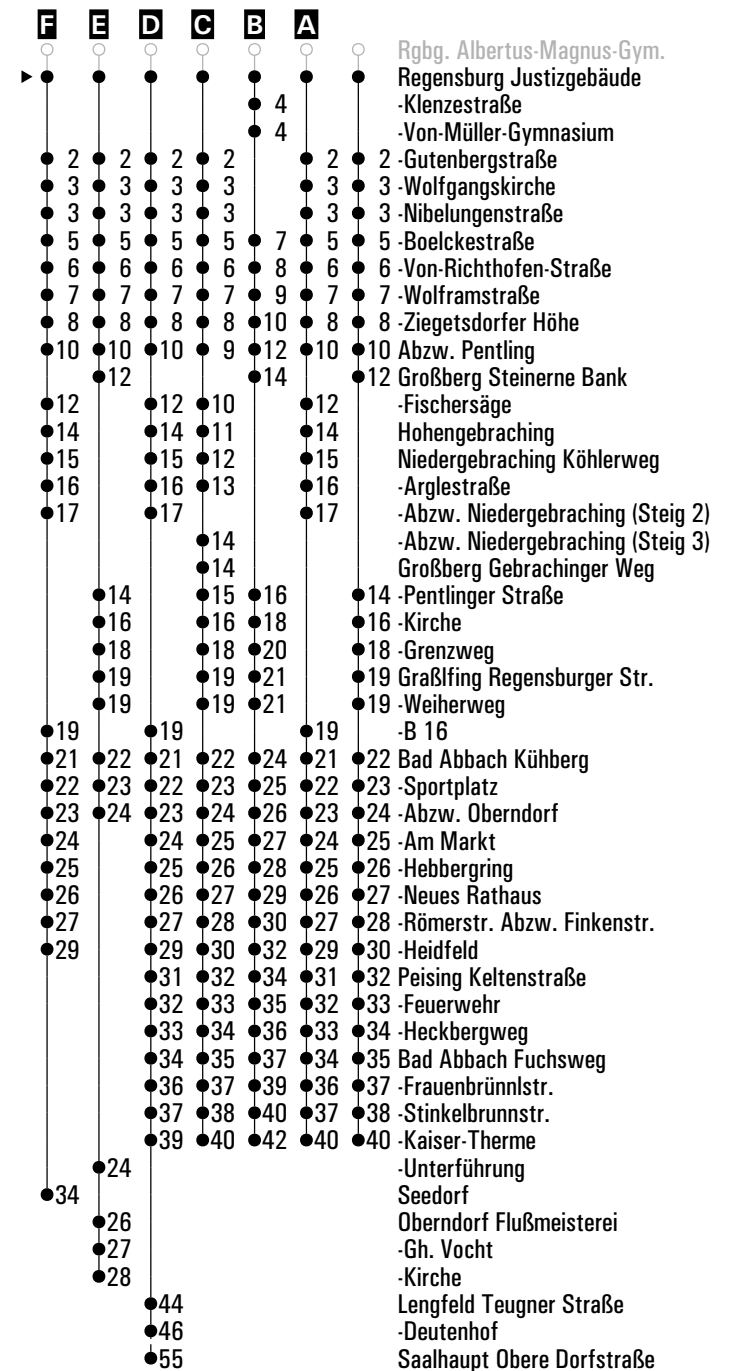 F E D C B A
Rgbg. Albertus-Magnus-Gym.
Regensburg Justizgebäude
4 -Klenzestraße
4 -Von-Müller-Gymnasium
2 2 2 2 2 2 -Gutenbergstraße
3 3 3 3 3 3 -Wolfgangskirche
3 3 3 3 3 3 -Nibelungenstraße
5 5 5 5 7 5 5 -Boelckestraße
6 6 6 6 8 6 6 -Von-Richthofen-Straße
7 7 7 7 9 7 7 -Wolframstraße
8 8 8 8 10 8 8 -Ziegetsdorfer Höhe
10 10 10 9 12 10 10 Abzw. Pentling
12 14 12 Großberg Steinerne Bank
12 12 10 12 -Fischersäge
14 14 11 14 Hohengebraching
15 15 12 15 Niedergebraching Köhlerweg
16 16 13 16 -Arglestraße
17 17 17 -Abzw. Niedergebraching (Steig 2)
14 -Abzw. Niedergebraching (Steig 3)
14 Großberg Gebrachinger Weg
14 15 16 14 -Pentlinger Straße
16 16 18 16 -Kirche
18 18 20 18 -Grenzweg
19 19 21 19 Graßlfing Regensburger Str.
19 19 21 19 -Weiherweg
19 19 19 -B 16
21 22 21 22 24 21 22 Bad Abbach Kühberg
22 23 22 23 25 22 23 -Sportplatz
23 24 23 24 26 23 24 -Abzw. Oberndorf
24 24 25 27 24 25 -Am Markt
25 25 26 28 25 26 -Hebbergring
26 26 27 29 26 27 -Neues Rathaus
27 27 28 30 27 28 -Römerstr. Abzw. Finkenstr.
29 29 30 32 29 30 -Heidfeld
31 32 34 31 32 Peising Keltenstraße
32 33 35 32 33 -Feuerwehr
33 34 36 33 34 -Heckbergweg
34 35 37 34 35 Bad Abbach Fuchsweg
36 37 39 36 37 -Frauenbrünnlstr.
37 38 40 37 38 -Stinkelbrunnstr.
39 40 42 40 40 -Kaiser-Therme
24 -Unterführung
34 Seedorf
26 Oberndorf Flußmeisterei
27 -Gh. Vocht
28 -Kirche
44 Lengfeld Teugner Straße
46 -Deutenhof
55 Saalhaupt Obere Dorfstraße